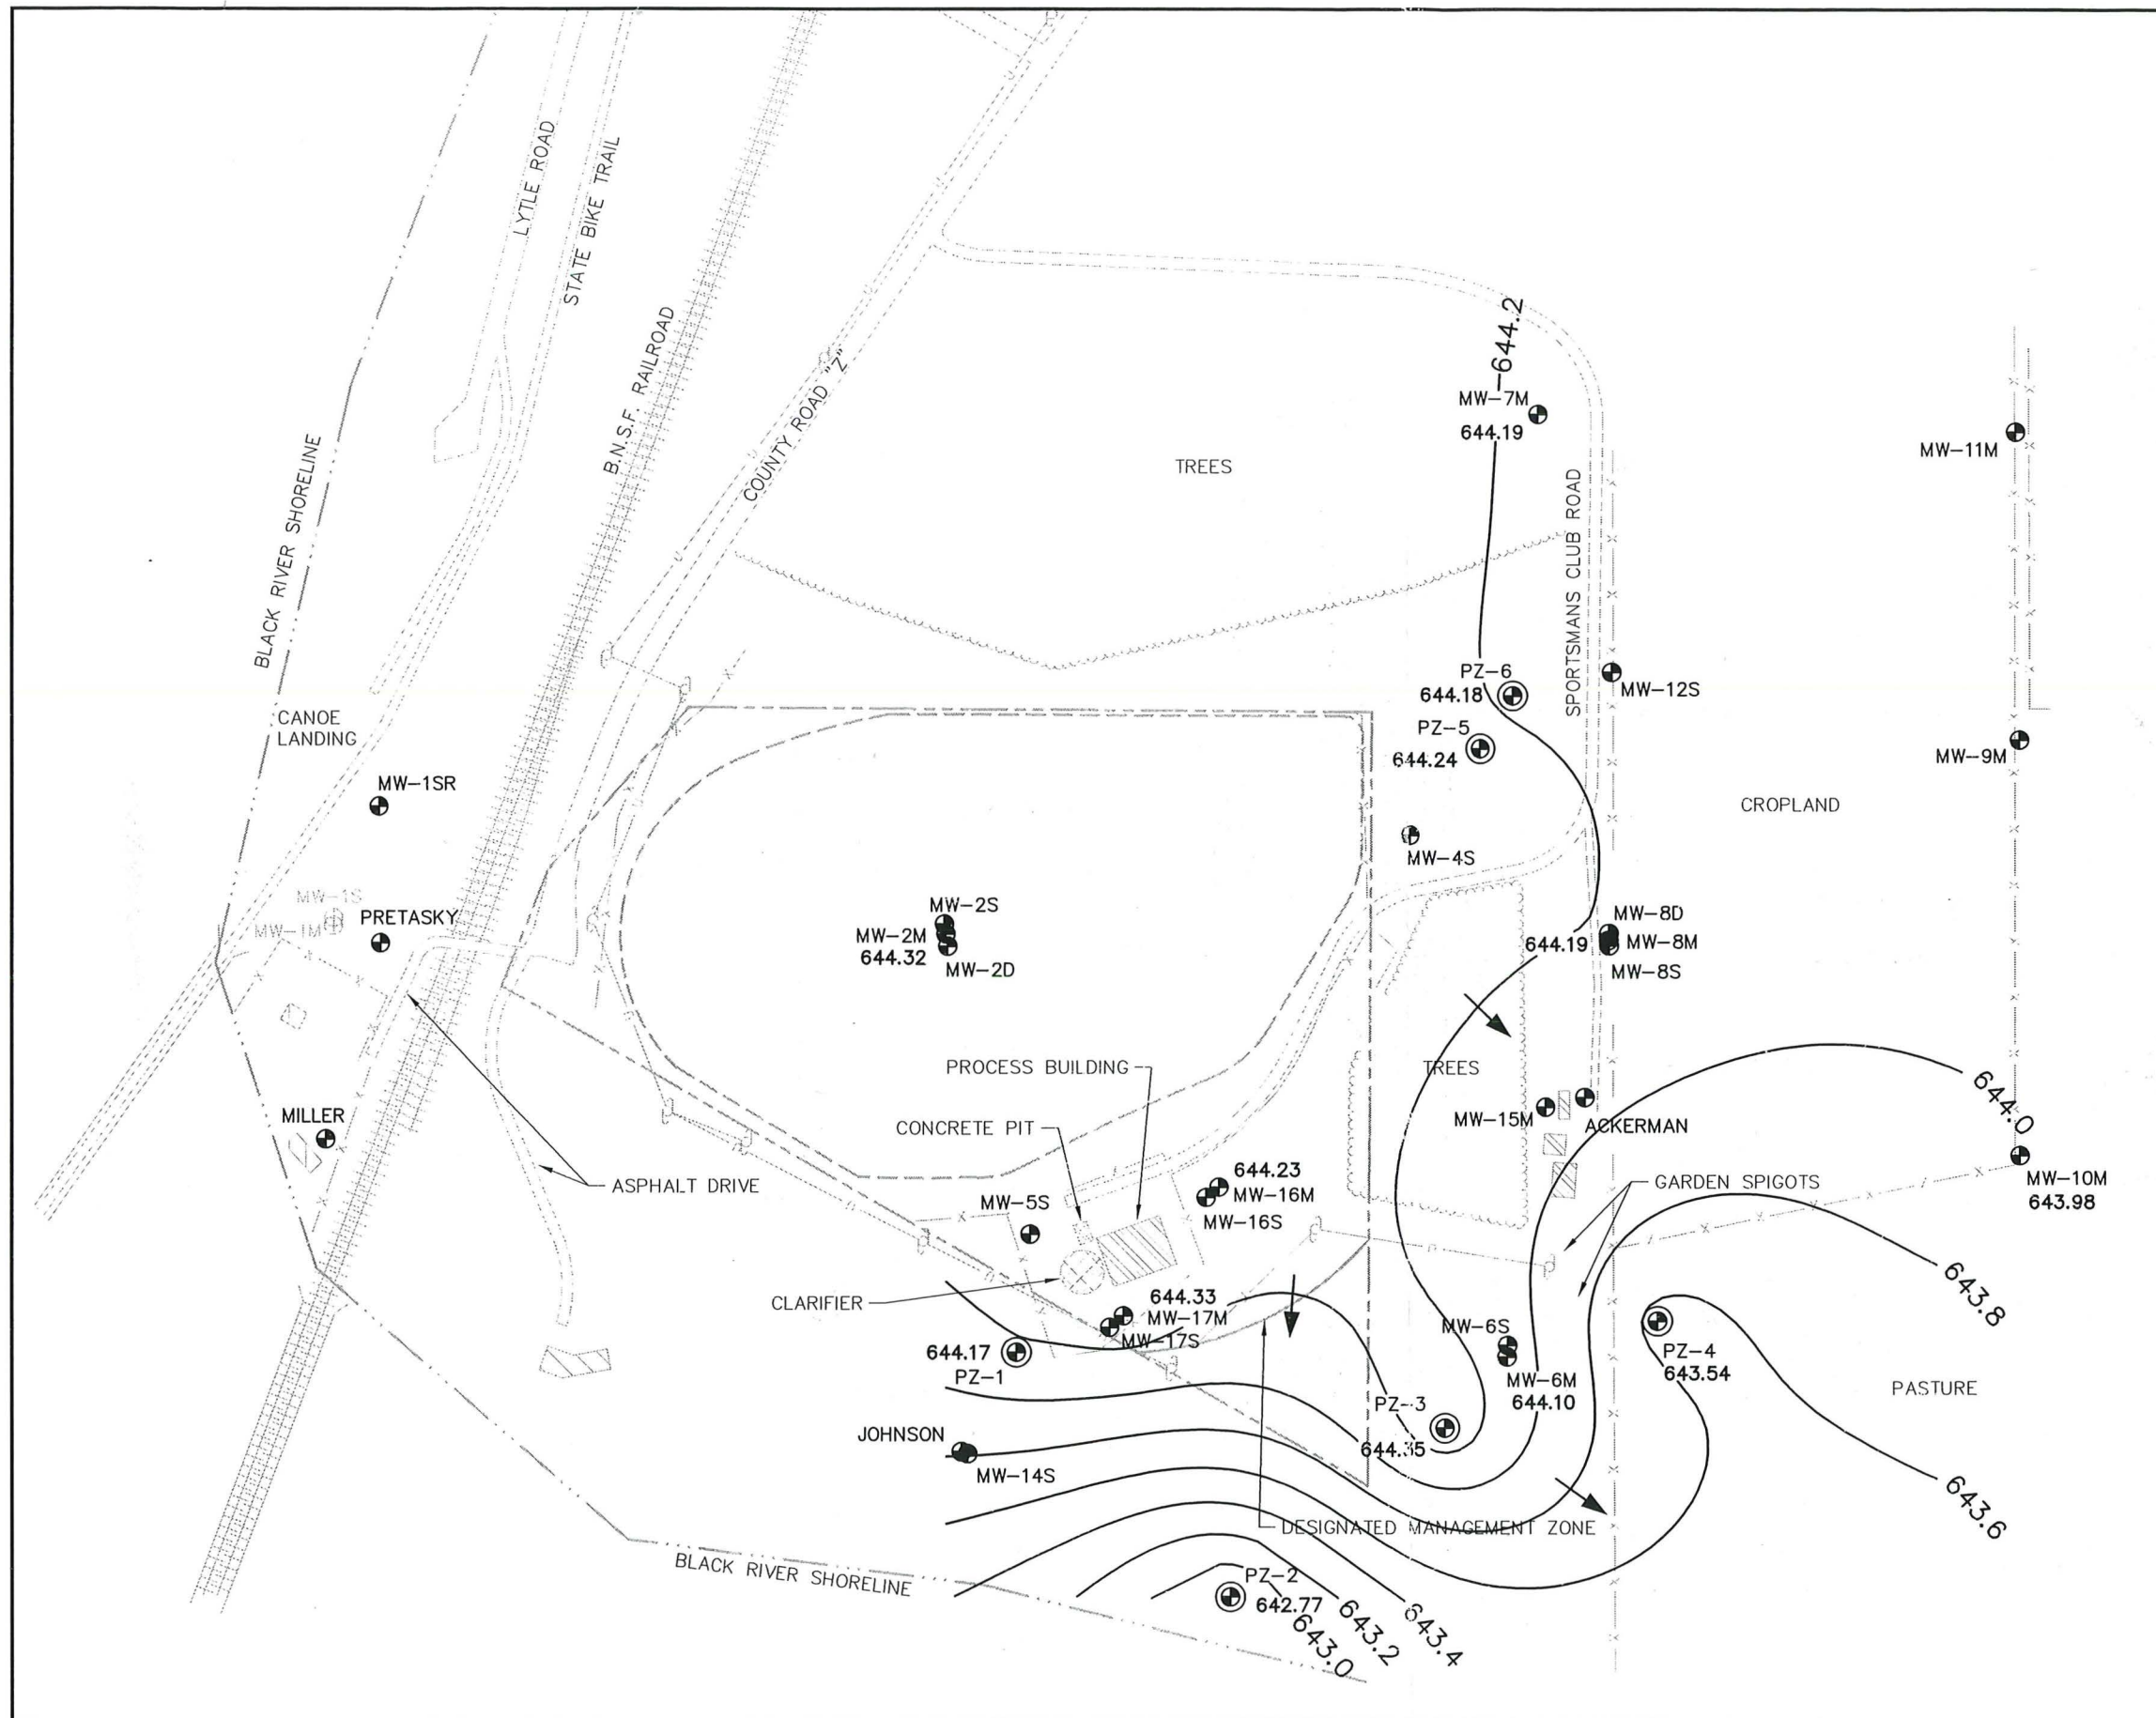 LYTLE ROAD
STATE BIKE TRAIL
B.N.S.F. RAILROAD
COUNTY ROAD "Z"
BLACK RIVER SHORELINE
644.2
MW-7M
644.19
TREES
SPORTSMANS CLUB ROAD
MW-11M
PZ-6
644.18
MW-12S
PZ-5
644.24
MW-9M
CANOE
LANDING
MW-1SR
CROPLAND
MW-4S
MW-1S
MW-1M
PRETASKY
MW-2S
MW-2M
644.32
MW-2D
MW-8D
644.19
MW-8M
MW-8S
PROCESS BUILDING
TREES
CONCRETE PIT
MILLER
MW-15M
ACKERMAN
644.0
MW-10M
643.98
ASPHALT DRIVE
644.23
MW-16M
MW-16S
MW-5S
GARDEN SPIGOTS
643.8
CLARIFIER
644.33
MW-17M
MW-17S
644.17
PZ-1
MW-6S
MW-6M
644.10
PZ-4
643.54
PASTURE
PZ-3
644.35
JOHNSON
MW-14S
643.6
DESIGNATED MANAGEMENT ZONE
BLACK RIVER SHORELINE
PZ-2
642.77
643.0
643.2
643.4